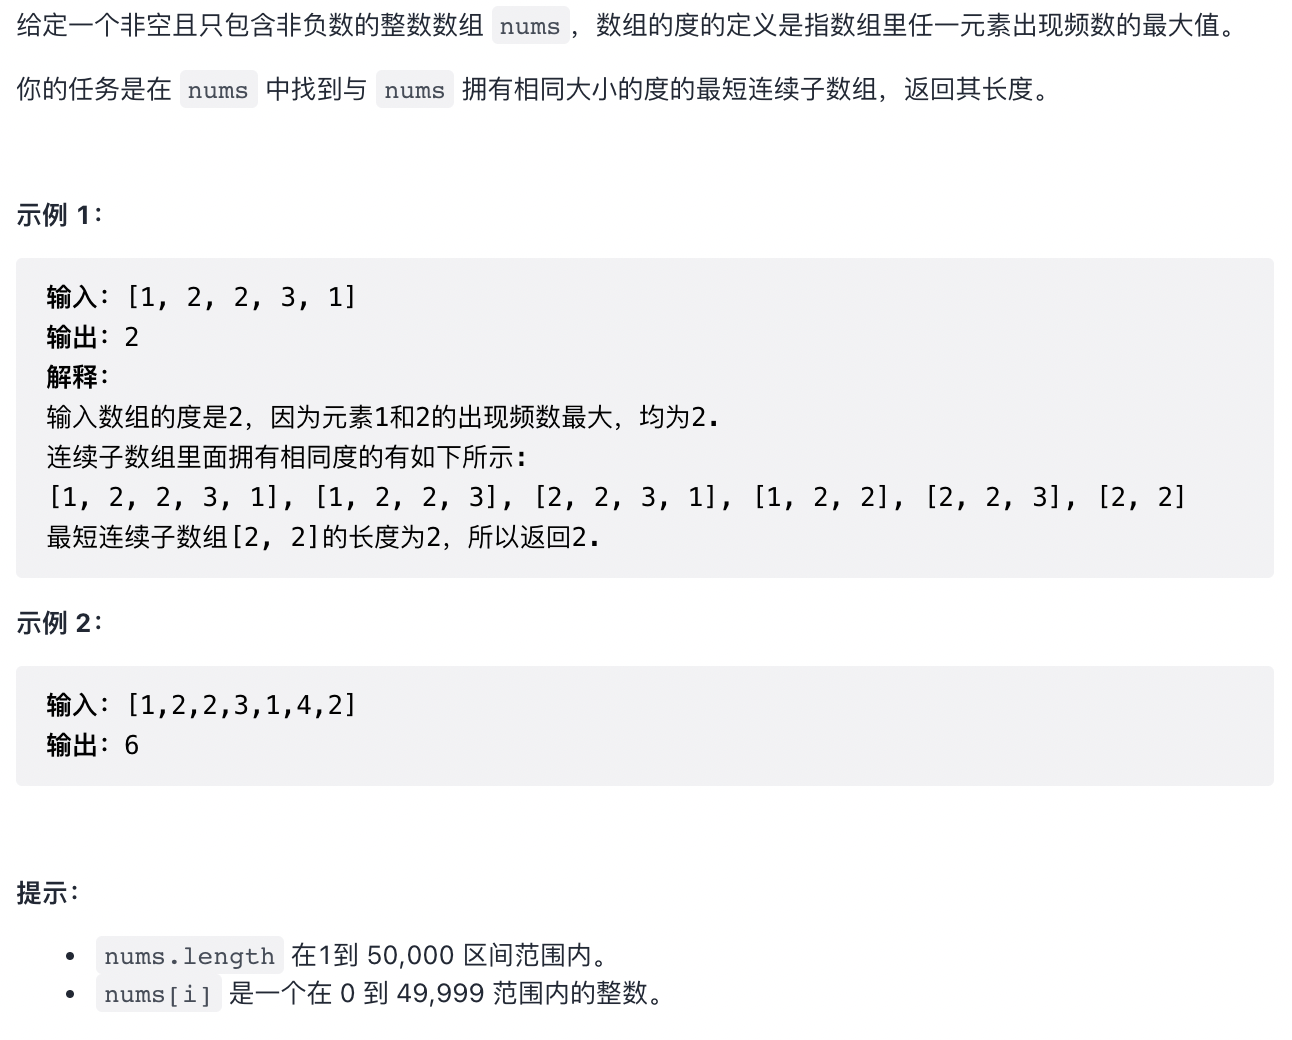 给定一个非空且只包含非负数的整数数组 nums，数组的度的定义是指数组里任一元素出现频数的最大值。
你的任务是在 nums 中找到与 nums 拥有相同大小的度的最短连续子数组，返回其长度。
示例 1：
输入：[1, 2, 2, 3, 1]
输出：2
解释：
输入数组的度是2，因为元素1和2的出现频数最大，均为2.
连续子数组里面拥有相同度的有如下所示:
[1, 2, 2, 3, 1], [1, 2, 2, 3], [2, 2, 3, 1], [1, 2, 2], [2, 2, 3], [2, 2]
最短连续子数组[2, 2]的长度为2，所以返回2.
示例 2：
输入：[1,2,2,3,1,4,2]
输出：6
提示：
• nums.length 在1到 50,000 区间范围内。
• nums[i] 是一个在 0 到 49,999 范围内的整数。